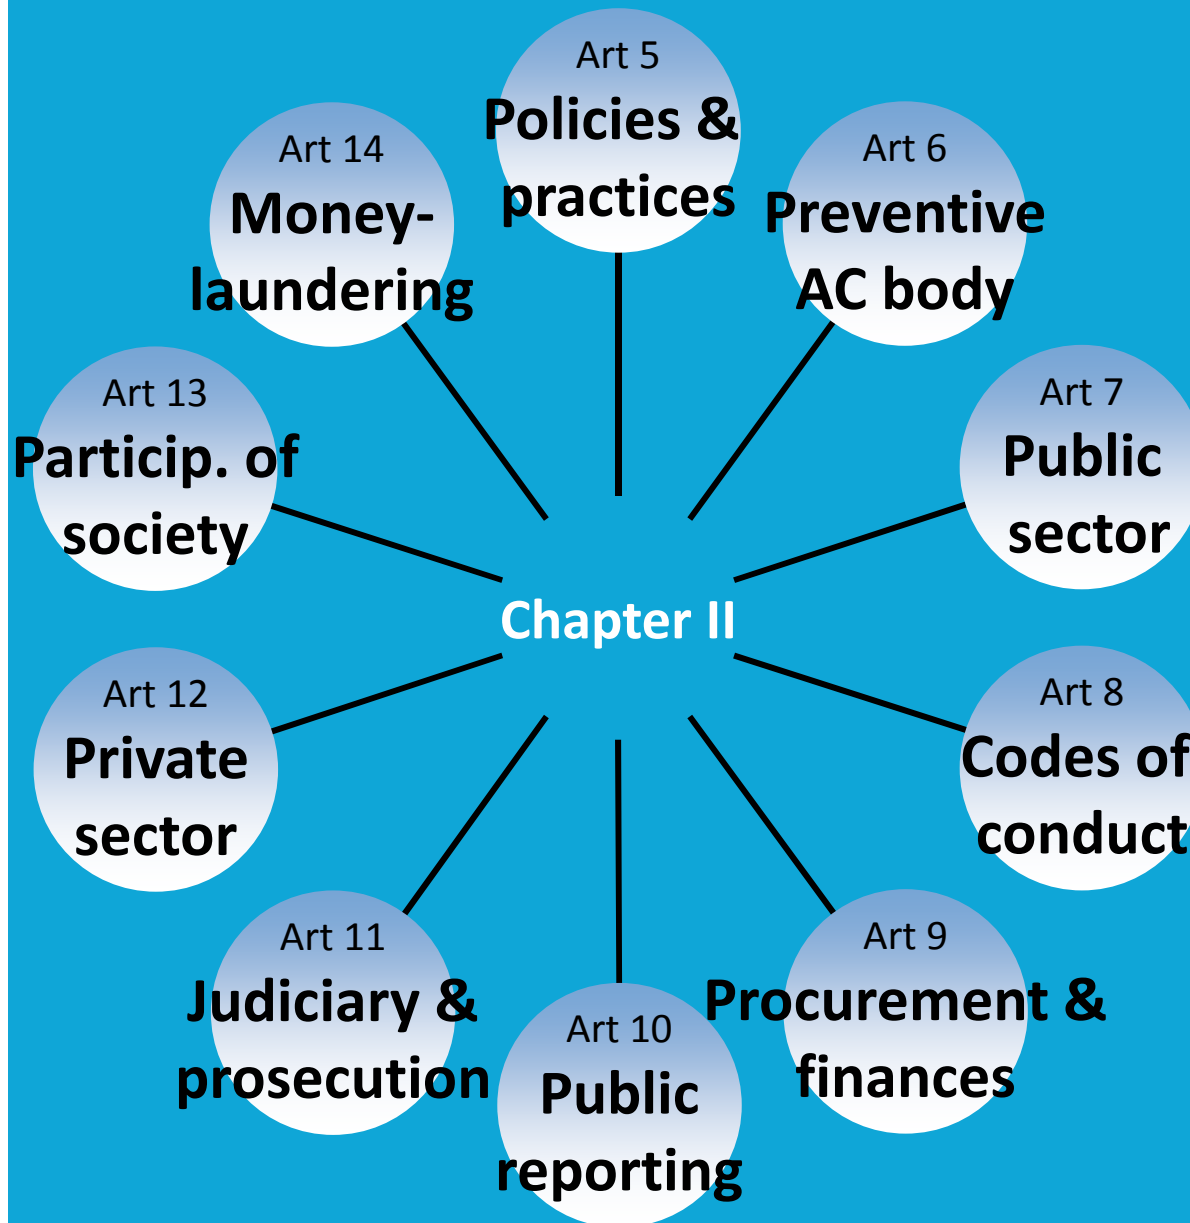 Art 5
Policies &
practices
Art 6
Preventive
AC body
Art 7
Public
sector
Art 8
Codes of
conduct
Art 9
Procurement &
finances
Art 10
Public
reporting
Art 11
Judiciary &
prosecution
Art 12
Private
sector
Art 13
Particip. of
society
Art 14
Money-
laundering
Chapter II